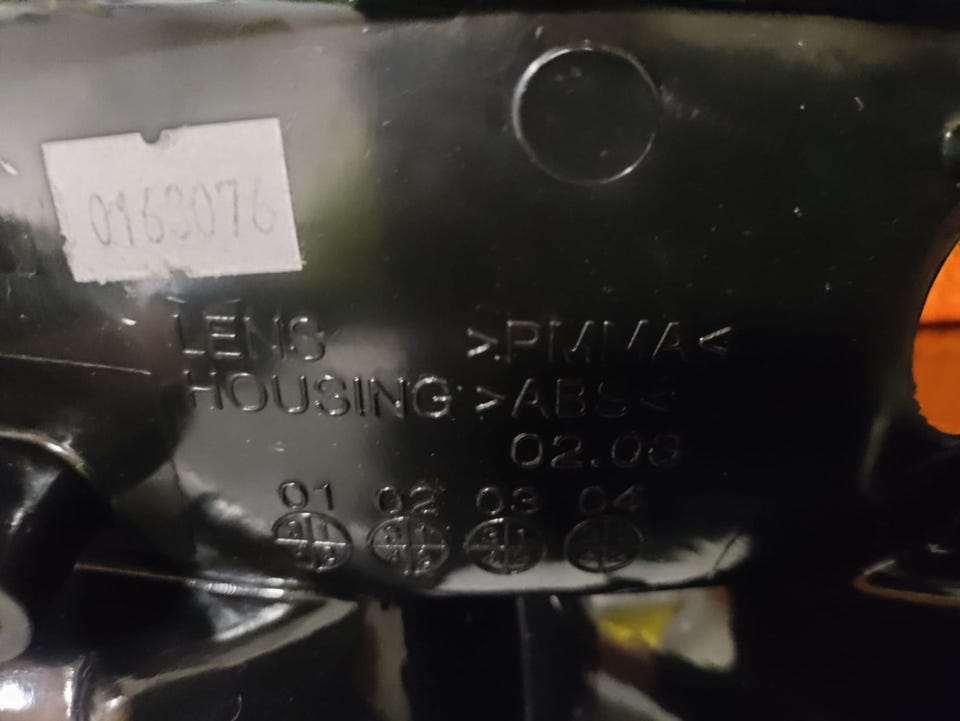 0163076
LENS >PMMA<
HOUSING >ABS<
02.03
01 02 03 04